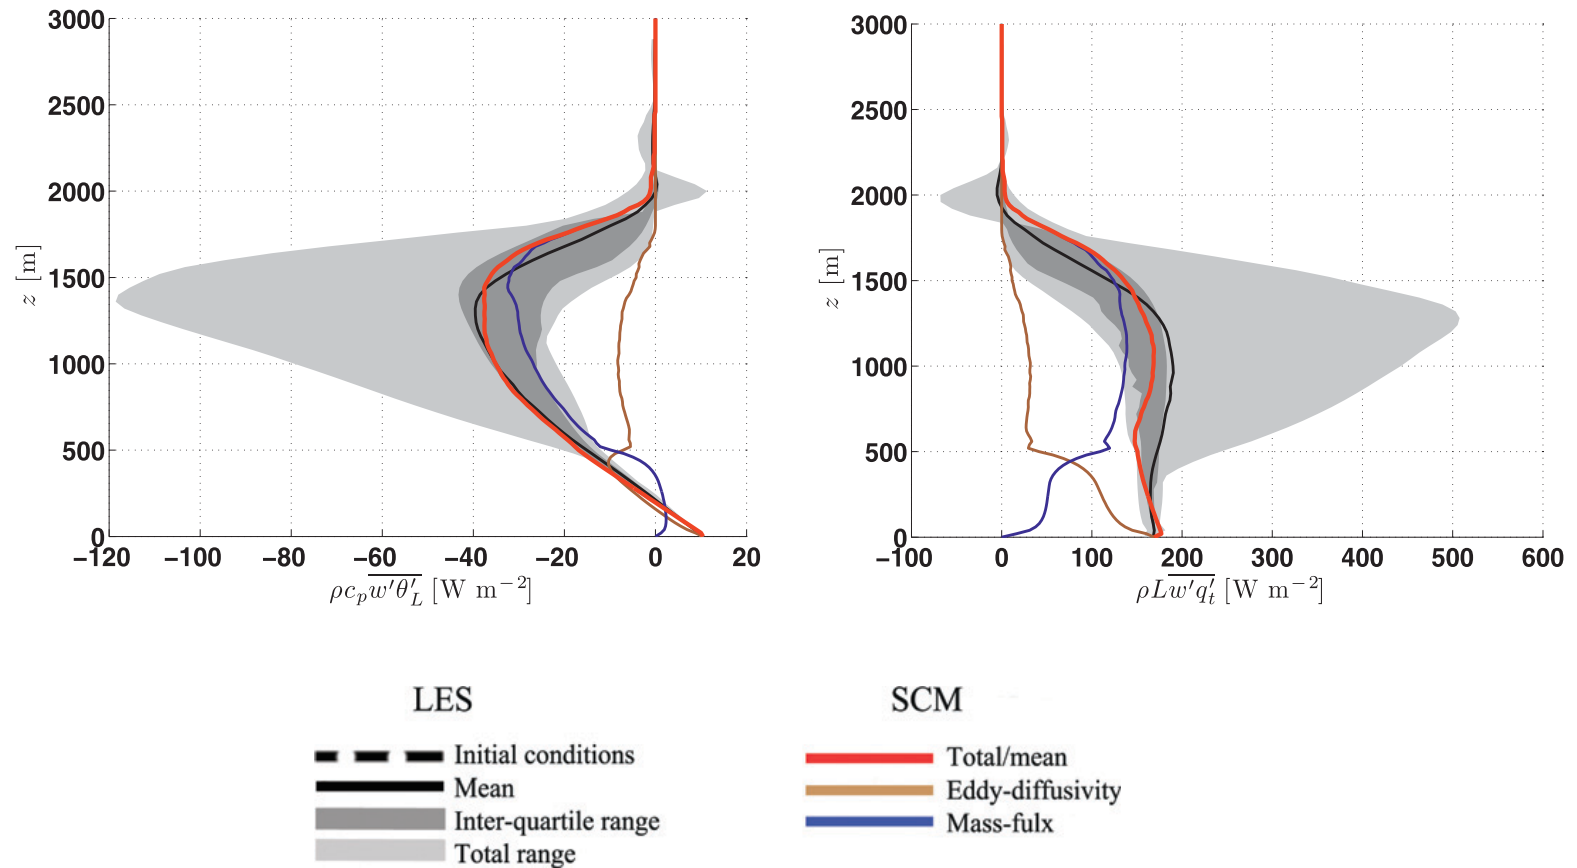 3000
2500
2000
1500
1000
500
0
z [m]
−120 −100 −80 −60 −40 −20 0 20
ρc_p\overline{w′θ′_L} [W m⁻²]
3000
2500
2000
1500
1000
500
0
z [m]
−100 0 100 200 300 400 500 600
ρL\overline{w′q′_t} [W m⁻²]
LES
Initial conditions
Mean
Inter-quartile range
Total range
SCM
Total/mean
Eddy-diffusivity
Mass-fulx